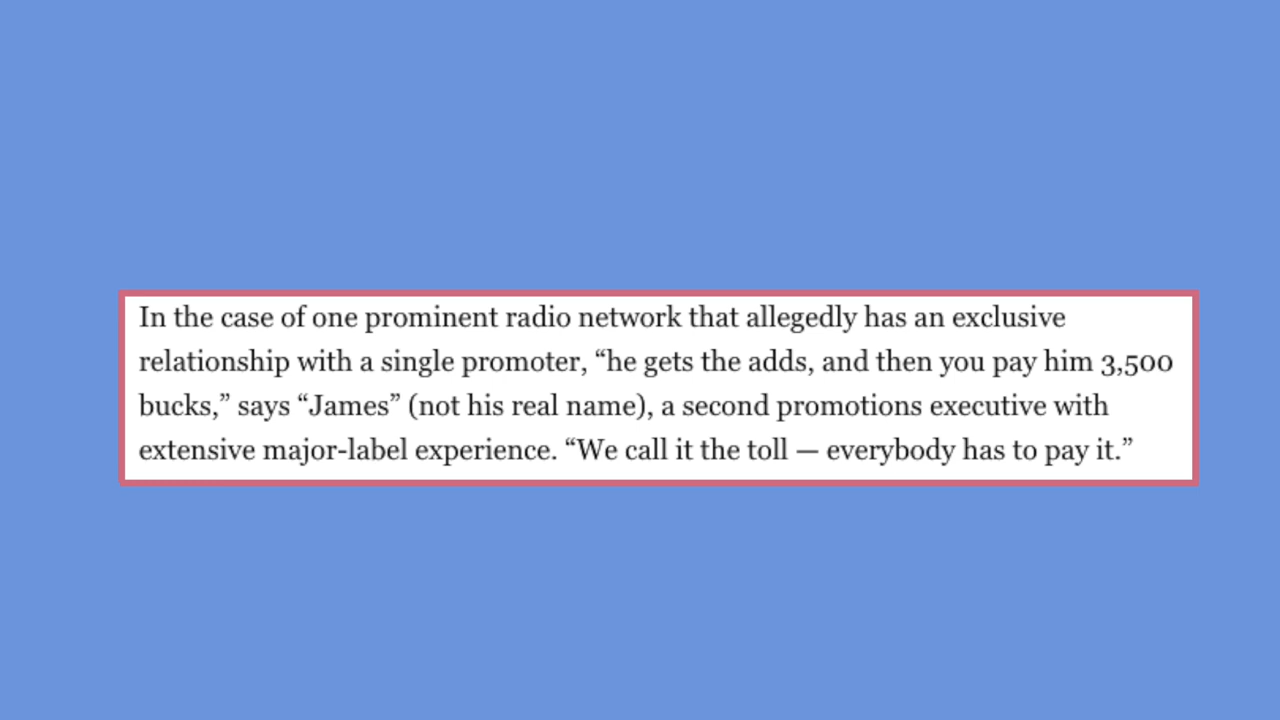 In the case of one prominent radio network that allegedly has an exclusive
relationship with a single promoter, “he gets the adds, and then you pay him 3,500
bucks,” says “James” (not his real name), a second promotions executive with
extensive major-label experience. “We call it the toll — everybody has to pay it.”